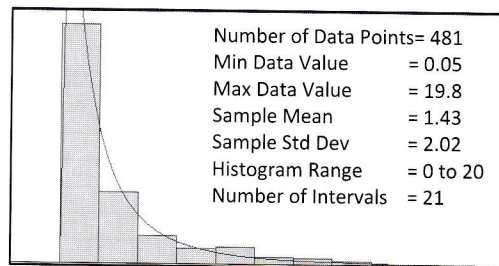 Number of Data Points= 481
Min Data Value = 0.05
Max Data Value = 19.8
Sample Mean = 1.43
Sample Std Dev = 2.02
Histogram Range = 0 to 20
Number of Intervals = 21